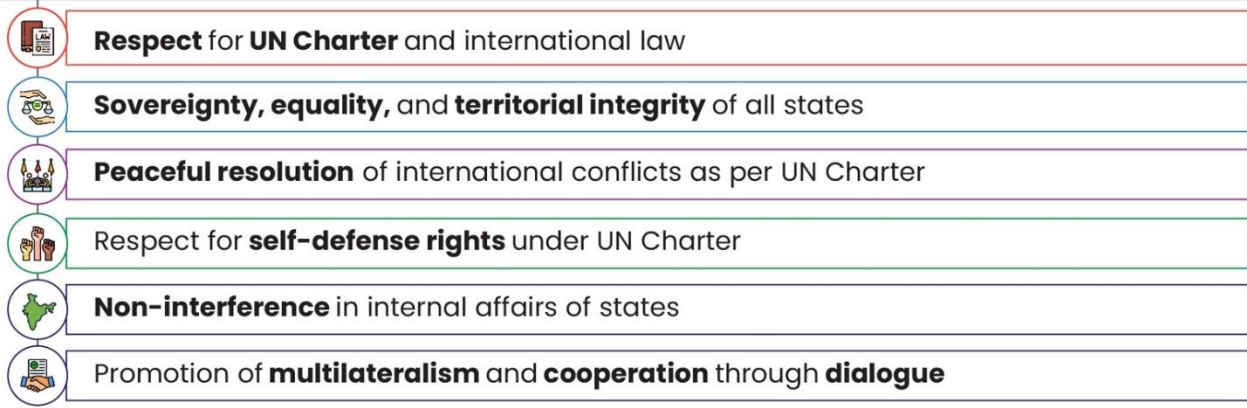 LAW
Respect for UN Charter and international law
Sovereignty, equality, and territorial integrity of all states
Peaceful resolution of international conflicts as per UN Charter
Respect for self-defense rights under UN Charter
Non-interference in internal affairs of states
Promotion of multilateralism and cooperation through dialogue